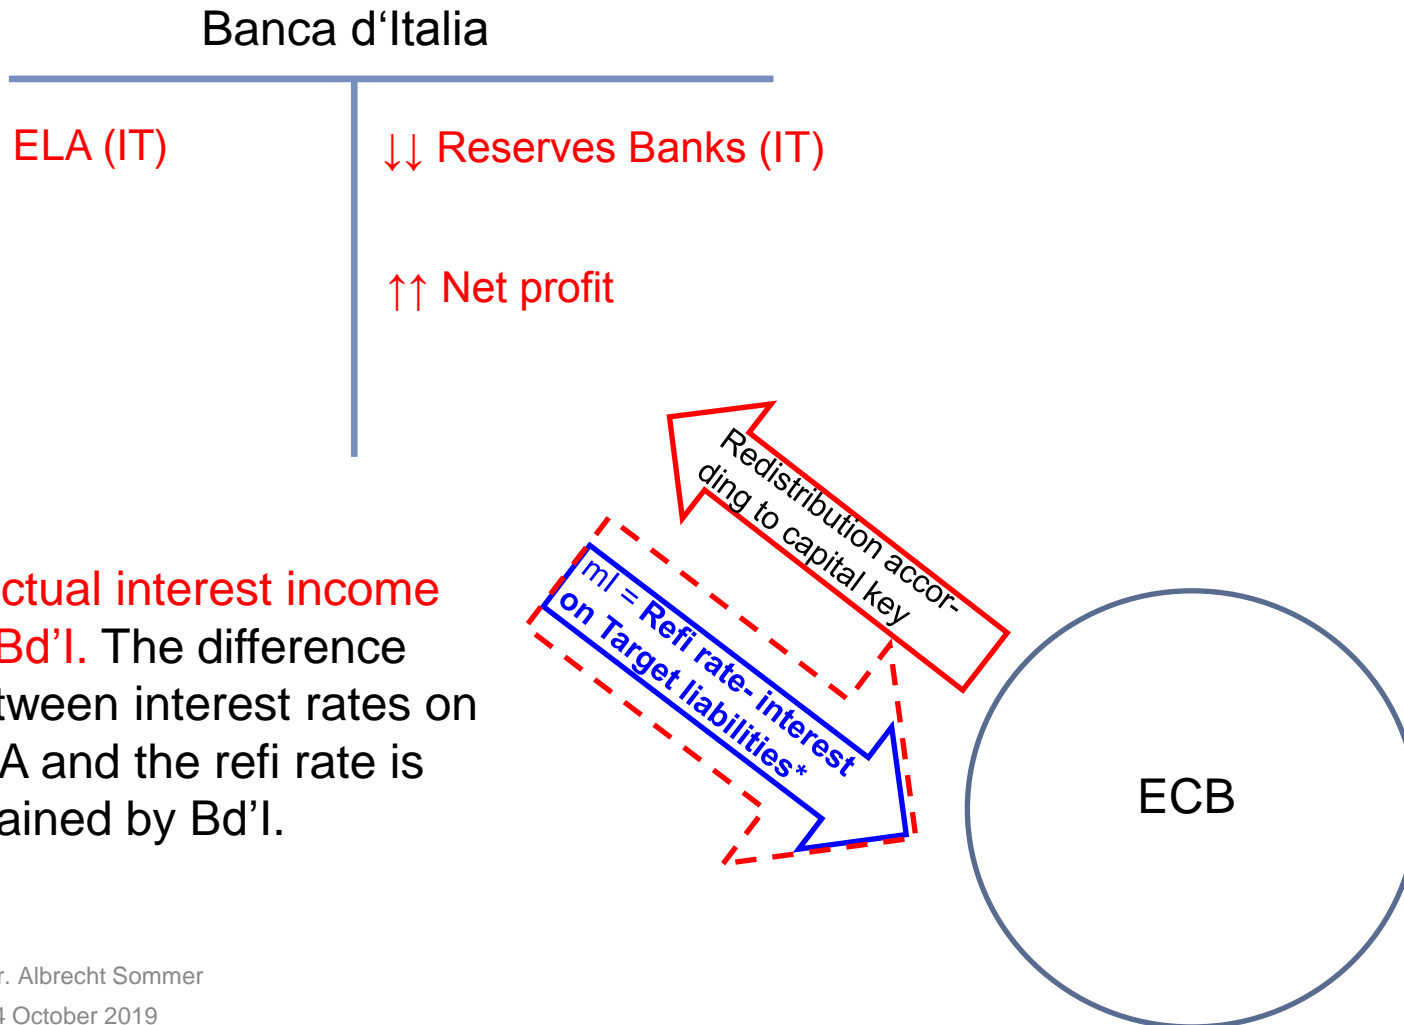 Banca d‘Italia
ELA (IT)
↓↓ Reserves Banks (IT)
↑↑ Net profit
Redistribution accor-
ding to capital key
mI = Refi rate- interest
on Target liabilities*
ctual interest income
Bd’I. The difference
tween interest rates on
A and the refi rate is
ained by Bd’I.
ECB
r. Albrecht Sommer
4 October 2019